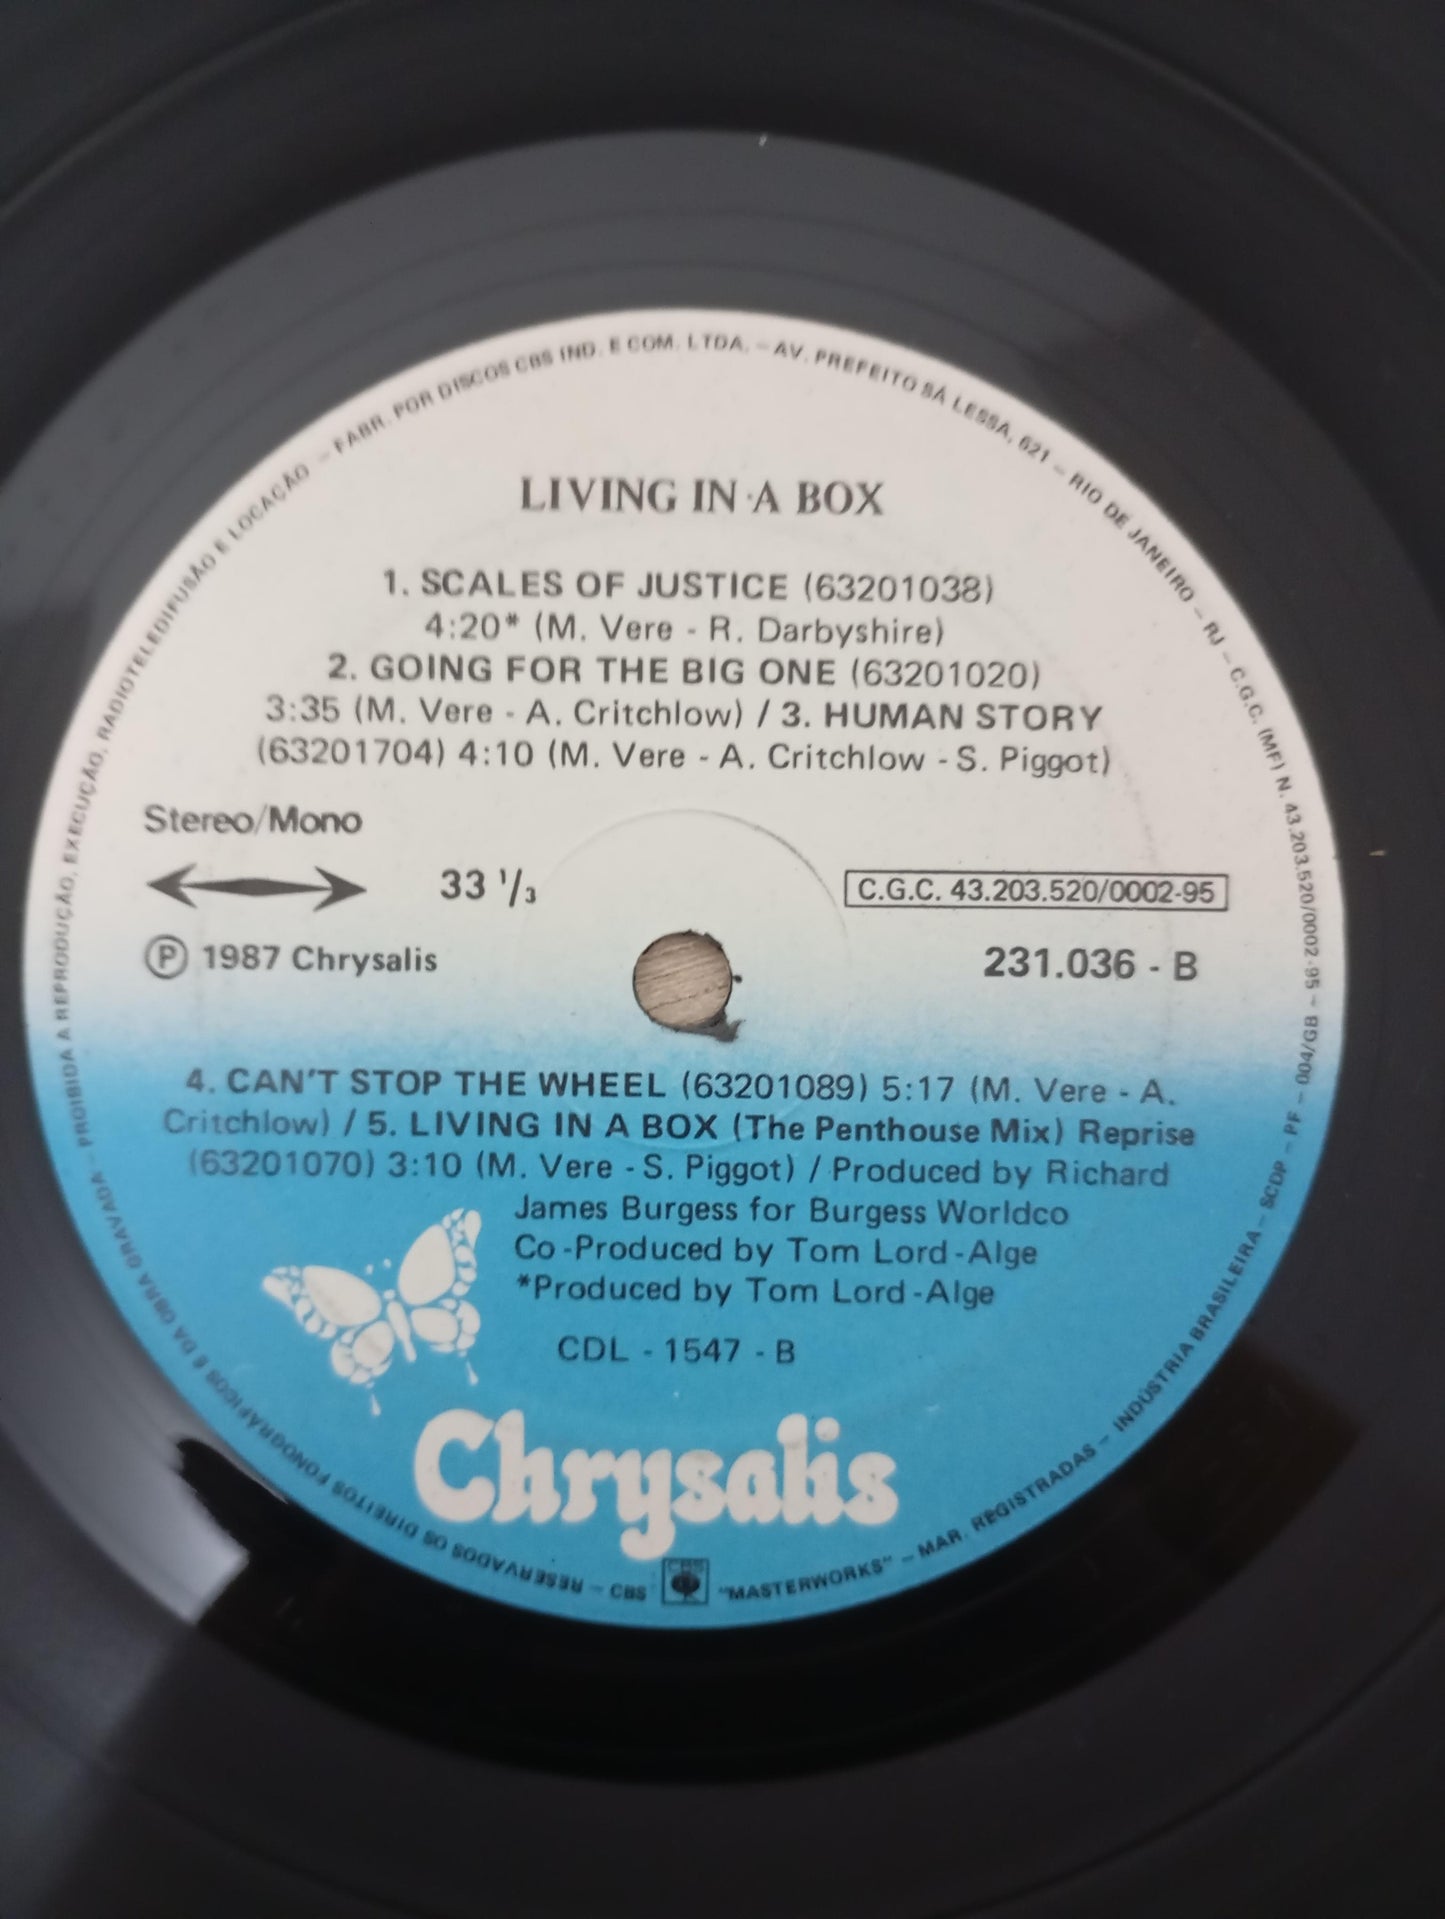 LIVING IN A BOX
1. SCALES OF JUSTICE (63201038)
4:20* (M. Vere - R. Darbyshire)
2. GOING FOR THE BIG ONE (63201020)
3:35 (M. Vere - A. Critchlow) / 3. HUMAN STORY
(63201704) 4:10 (M. Vere - A. Critchlow - S. Piggot)
Stereo/Mono
33 1/3
C.G.C. 43.203.520/0002-95
Ⓟ 1987 Chrysalis
231.036 - B
4. CAN'T STOP THE WHEEL (63201089) 5:17 (M. Vere - A.
Critchlow) / 5. LIVING IN A BOX (The Penthouse Mix) Reprise
(63201070) 3:10 (M. Vere - S. Piggot) / Produced by Richard
James Burgess for Burgess Worldco
Co-Produced by Tom Lord-Alge
*Produced by Tom Lord-Alge
CDL - 1547 - B
Chrysalis
CBS
RESERVADOS OS DIREITOS FONOGRÁFICOS E DA OBRA GRAVADA - PROIBIDA A REPRODUÇÃO, EXECUÇÃO, RADIOTELEDIFUSÃO E LOCAÇÃO - FABR. POR DISCOS CBS IND. E COM. LTDA. - AV. PREFEITO SÁ LESSA, 621 - RIO DE JANEIRO - RJ - C.G.C. (MF) N. 43.203.520/0002-95 - PF - 004/GB - SCDP - INDÚSTRIA BRASILEIRA - MAR. REGISTRADAS - "MASTERWORKS" CBS -